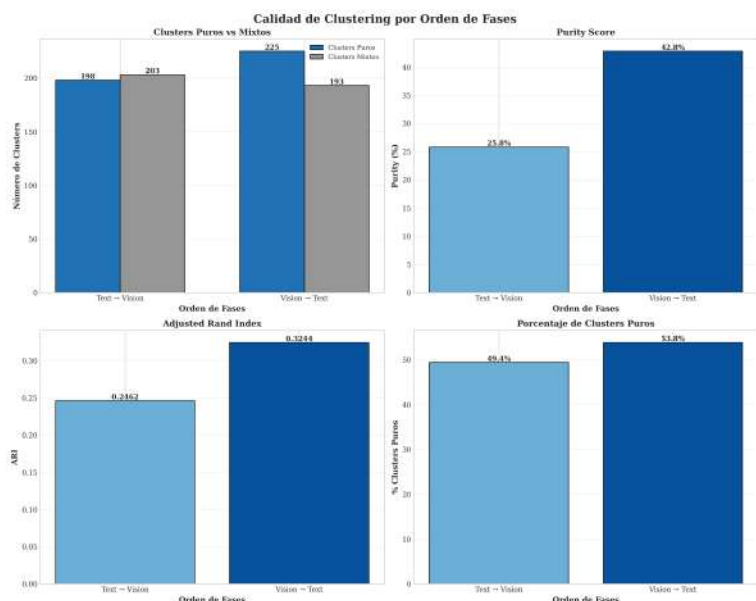 Calidad de Clustering por Orden de Fases
Clusters Puros vs Mixtos
Número de Clusters
200
150
100
50
0
198
203
225
193
Clusters Puros
Clusters Mixtos
Text → Vision
Vision → Text
Orden de Fases
Purity Score
Purity (%)
40
35
30
25
20
15
10
5
0
25.8%
42.8%
Text → Vision
Vision → Text
Orden de Fases
Adjusted Rand Index
ARI
0.30
0.25
0.20
0.15
0.10
0.05
0.00
0.2462
0.3244
Text → Vision
Vision → Text
Orden de Fases
Porcentaje de Clusters Puros
% Clusters Puros
50
40
30
20
10
0
49.4%
53.8%
Text → Vision
Vision → Text
Orden de Fases